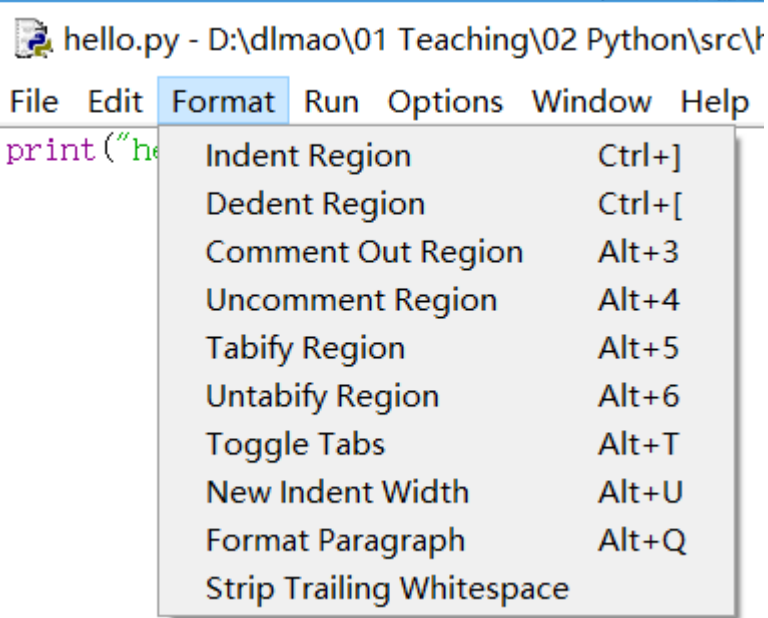 hello.py - D:\dlmao\01 Teaching\02 Python\src\
File Edit Format Run Options Window Help
print("he
Indent Region Ctrl+]
Dedent Region Ctrl+[
Comment Out Region Alt+3
Uncomment Region Alt+4
Tabify Region Alt+5
Untabify Region Alt+6
Toggle Tabs Alt+T
New Indent Width Alt+U
Format Paragraph Alt+Q
Strip Trailing Whitespace